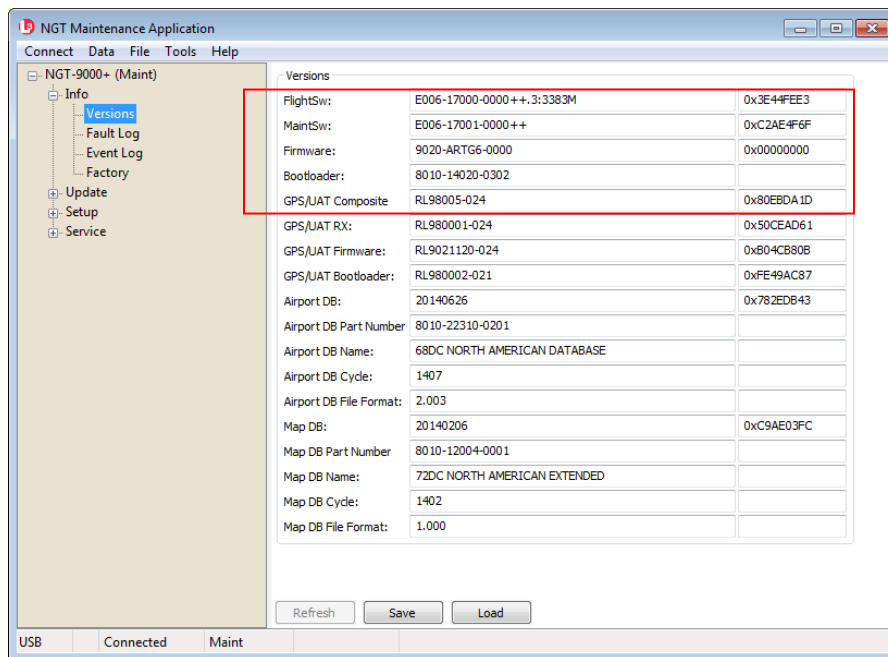 NGT Maintenance Application
Connect Data File Tools Help
NGT-9000+ (Maint)
Info
Versions
Fault Log
Event Log
Factory
Update
Setup
Service
Versions
FlightSw: E006-17000-0000++.3:3383M 0x3E44FEE3
MaintSw: E006-17001-0000++ 0xC2AE4F6F
Firmware: 9020-ARTG6-0000 0x00000000
Bootloader: 8010-14020-0302
GPS/UAT Composite RL98005-024 0x80EBDA1D
GPS/UAT RX: RL980001-024 0x50CEAD61
GPS/UAT Firmware: RL9021120-024 0xB04CB80B
GPS/UAT Bootloader: RL980002-021 0xFE49AC87
Airport DB: 20140626 0x782EDB43
Airport DB Part Number 8010-22310-0201
Airport DB Name: 68DC NORTH AMERICAN DATABASE
Airport DB Cycle: 1407
Airport DB File Format: 2.003
Map DB: 20140206 0xC9AE03FC
Map DB Part Number 8010-12004-0001
Map DB Name: 72DC NORTH AMERICAN EXTENDED
Map DB Cycle: 1402
Map DB File Format: 1.000
Refresh Save Load
USB Connected Maint